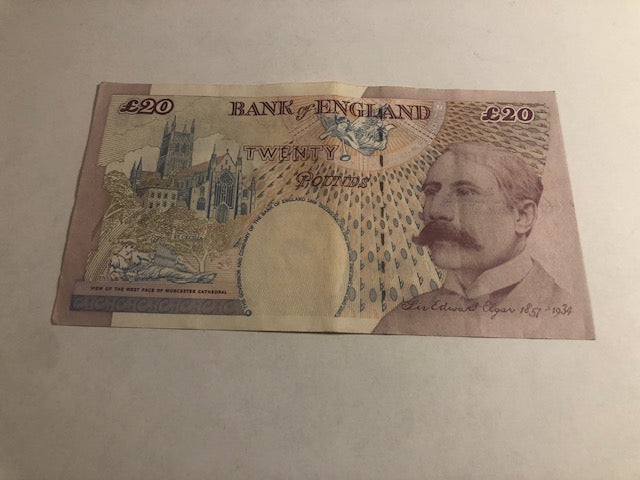 £20 BANK of ENGLAND £20
TWENTY
POUNDS
VIEW OF THE WEST FACE OF WORCESTER CATHEDRAL
Sir Edward Elgar 1857-1934